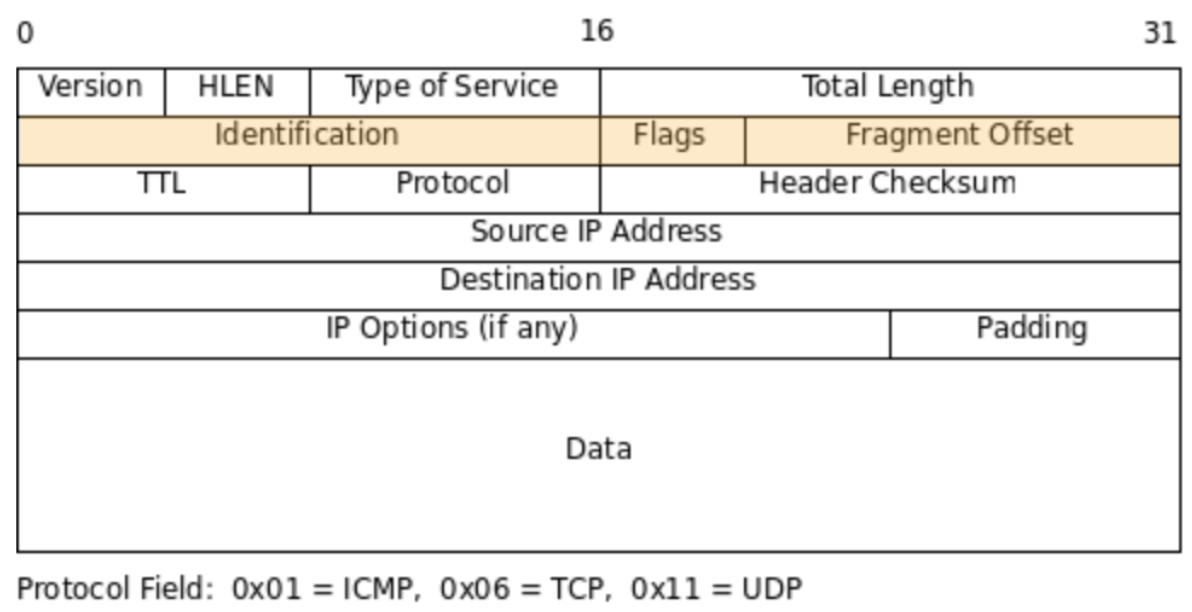 0 16 31
Version HLEN Type of Service Total Length
Identification Flags Fragment Offset
TTL Protocol Header Checksum
Source IP Address
Destination IP Address
IP Options (if any) Padding
Data
Protocol Field: 0x01 = ICMP, 0x06 = TCP, 0x11 = UDP